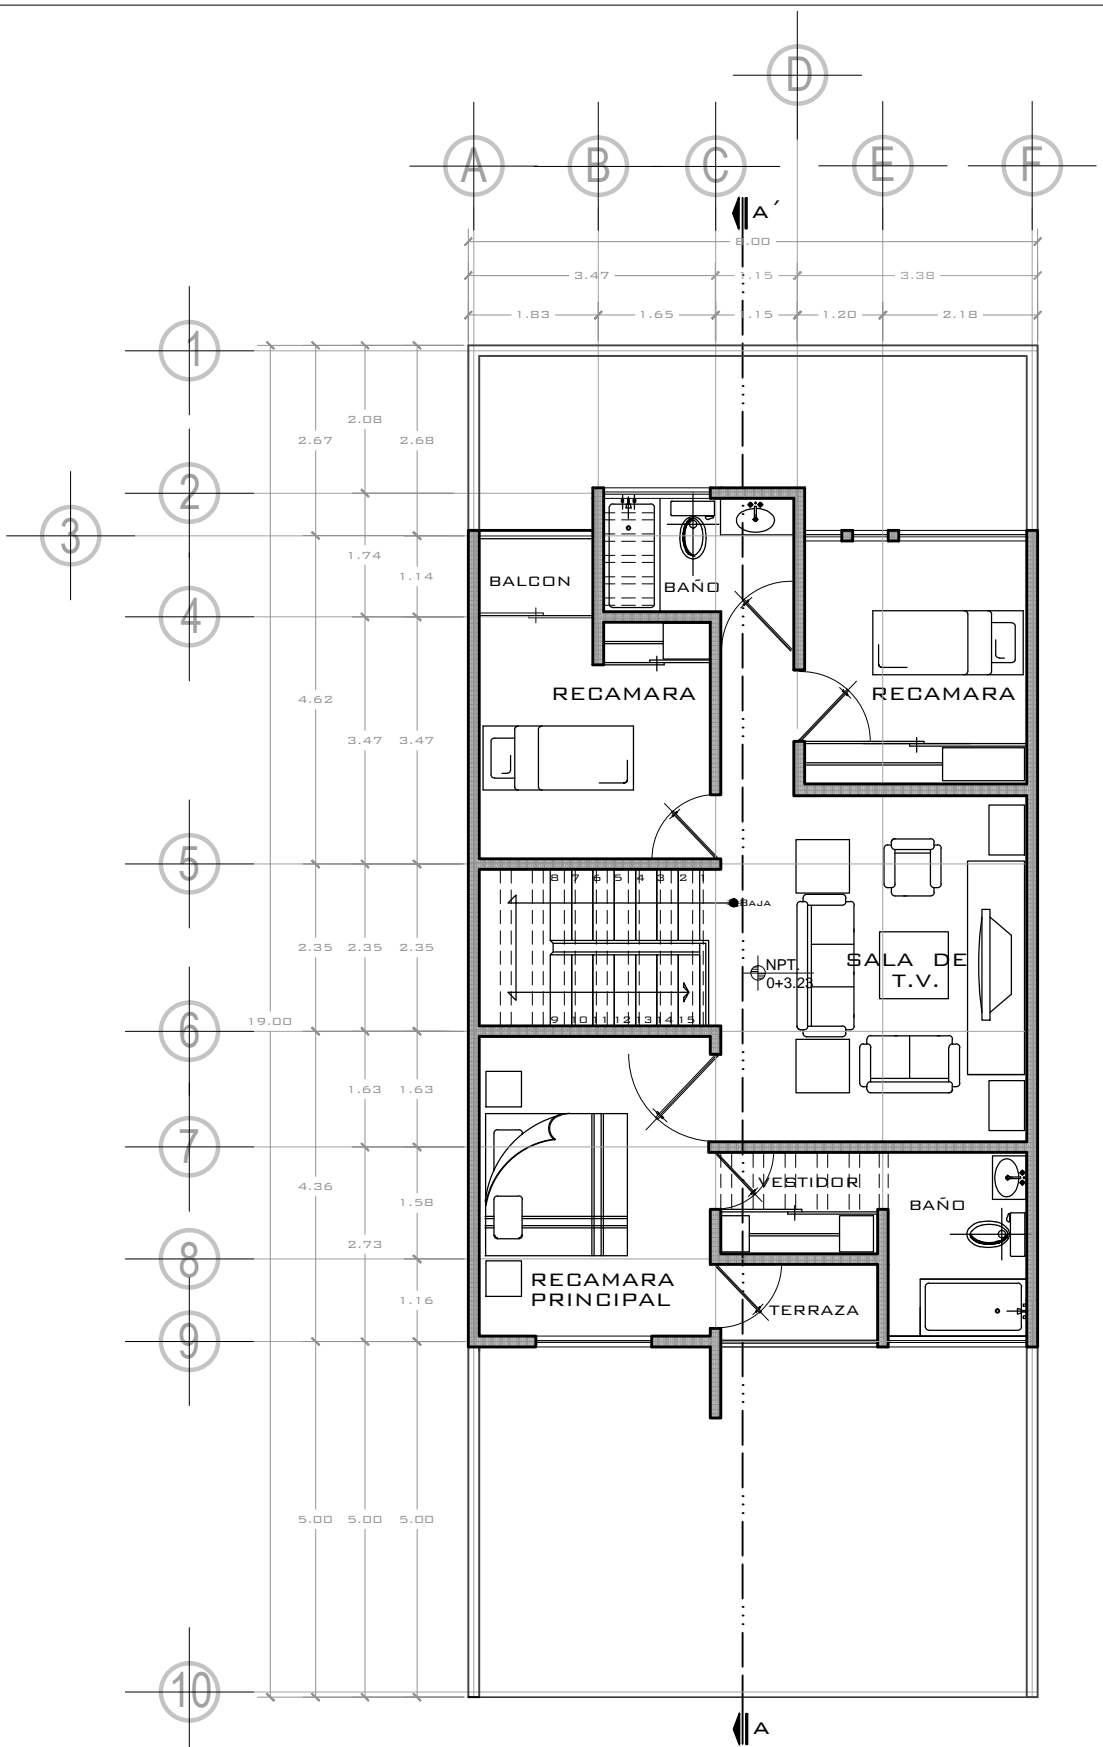 D
A B C E F
A´
8.00
3.47 1.15 3.38
1.83 1.65 1.15 1.20 2.18
1
2.08
2.67 2.68
2
3
1.74
1.14
BALCON
BAÑO
4
RECAMARA
RECAMARA
4.62
3.47 3.47
5
8 7 6 5 4 3 2 1
BAJA
2.35 2.35 2.35
SALA DE
T.V.
NPT.
0+3.23
9 10 11 12 13 14 15
6
19.00
1.63 1.63
7
4.36
VESTIDOR
1.58
BAÑO
2.73
8
RECAMARA
PRINCIPAL
1.16
TERRAZA
9
5.00 5.00 5.00
10
A